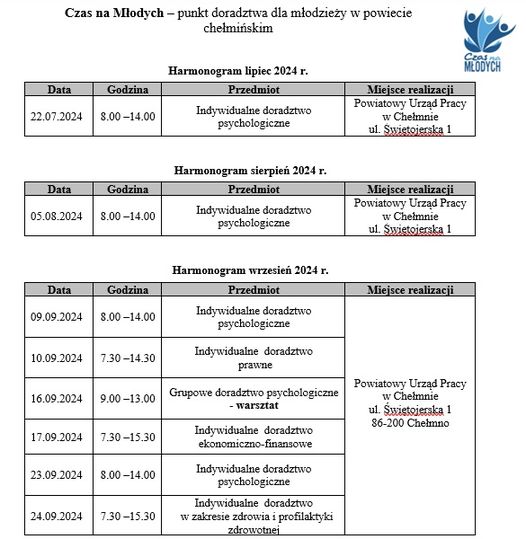 Czas na Młodych – punkt doradztwa dla młodzieży w powiecie
chełmińskim
Czas na
MŁODYCH
Harmonogram lipiec 2024 r.
Data Godzina Przedmiot Miejsce realizacji
22.07.2024 8.00 –14.00 Indywidualne doradztwo
psychologiczne
Powiatowy Urząd Pracy
w Chełmnie
ul. Świętojerska 1
Harmonogram sierpień 2024 r.
Data Godzina Przedmiot Miejsce realizacji
05.08.2024 8.00 –14.00 Indywidualne doradztwo
psychologiczne
Powiatowy Urząd Pracy
w Chełmnie
ul. Świętojerska 1
Harmonogram wrzesień 2024 r.
Data Godzina Przedmiot Miejsce realizacji
09.09.2024 8.00 –14.00 Indywidualne doradztwo
psychologiczne
10.09.2024 7.30 –14.30 Indywidualne doradztwo
prawne
16.09.2024 9.00 –13.00 Grupowe doradztwo psychologiczne
- warsztat
17.09.2024 7.30 –15.30 Indywidualne doradztwo
ekonomiczno-finansowe
23.09.2024 8.00 –14.00 Indywidualne doradztwo
psychologiczne
24.09.2024 7.30 –15.30 Indywidualne doradztwo
w zakresie zdrowia i profilaktyki
zdrowotnej
Powiatowy Urząd Pracy
w Chełmnie
ul. Świętojerska 1
86-200 Chełmno